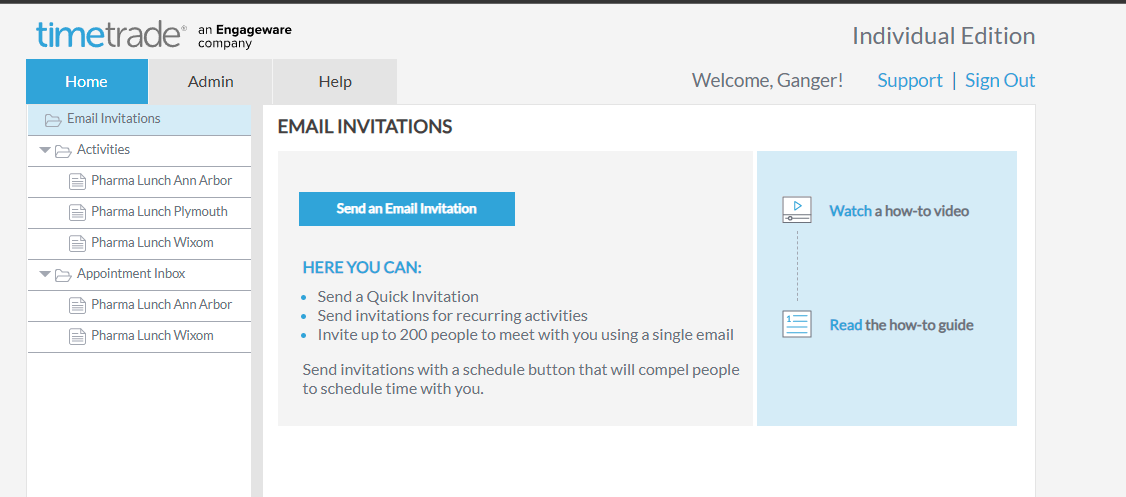 timetrade® an Engageware
company
Individual Edition
Home Admin Help
Welcome, Ganger! Support | Sign Out
Email Invitations
Activities
Pharma Lunch Ann Arbor
Pharma Lunch Plymouth
Pharma Lunch Wixom
Appointment Inbox
Pharma Lunch Ann Arbor
Pharma Lunch Wixom
EMAIL INVITATIONS
Send an Email Invitation
HERE YOU CAN:
• Send a Quick Invitation
• Send invitations for recurring activities
• Invite up to 200 people to meet with you using a single email
Send invitations with a schedule button that will compel people
to schedule time with you.
Watch a how-to video
1
Read the how-to guide